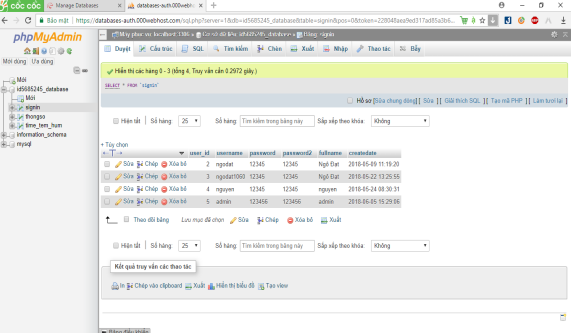 cốc cốc
Manage Databases
databases-auth.000webhost.com
Bảo mật | https://databases-auth.000webhost.com/sql.php?server=1&db=id5685245_database&table=signin&pos=0&token=
phpMyAdmin
Mới dùng Ưa dùng
Mới
id5685245_database
Mới
signin
thongso
time_tem_hum
information_schema
mysql
Duyệt Cấu trúc SQL Tìm kiếm Chèn Xuất Nhập Thao tác Bẫy
Hiển thị các hàng 0 - 3 (tổng 4, Truy vấn cần 0.2972 giây.)
SELECT * FROM `signin`
Hồ sơ [Sửa chung dòng] [ Sửa ] [ Giải thích SQL ] [ Tạo mã PHP ] [ Làm tươi lại ]
Hiện tất | Số hàng: 25 Số hàng: Tìm kiếm trong bảng này Sắp xếp theo khóa: Không
+ Tùy chọn
user_id username password password2 fullname createdate
Sửa Chép Xóa bỏ 2 ngodat 12345 12345 Ngô Đạt 2018-05-09 11:19:20
Sửa Chép Xóa bỏ 3 ngodat1060 12345 12345 Ngô Đạt 2018-05-22 13:25:55
Sửa Chép Xóa bỏ 4 nguyen 12345 12345 nguyen 2018-05-24 08:30:31
Sửa Chép Xóa bỏ 5 admin 123456 123456 admin 2018-06-05 15:29:06
Theo dõi bảng Lưu mục đã chọn Sửa Chép Xóa bỏ Xuất
Hiện tất | Số hàng: 25 Số hàng: Tìm kiếm trong bảng này Sắp xếp theo khóa: Không
Kết quả truy vấn các thao tác
In Chép vào clipboard Xuất Hiển thị biểu đồ Tạo view
Bảng điều khiển